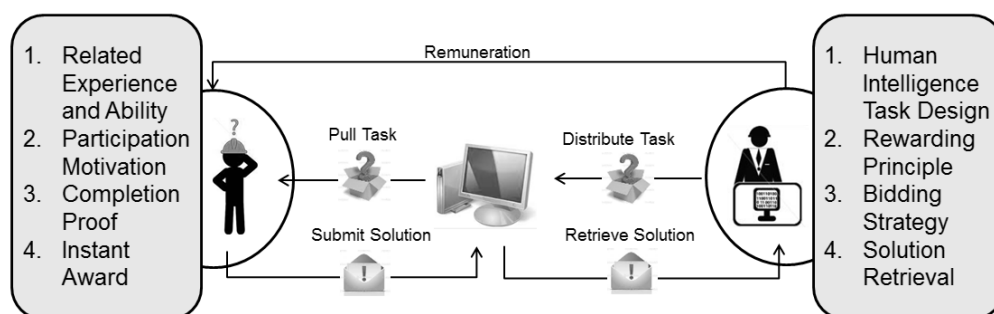 1. Related
Experience
and Ability
2. Participation
Motivation
3. Completion
Proof
4. Instant
Award
Remuneration
?
Pull Task
?
Distribute Task
?
Submit Solution
!
Retrieve Solution
!
1. Human
Intelligence
Task Design
2. Rewarding
Principle
3. Bidding
Strategy
4. Solution
Retrieval